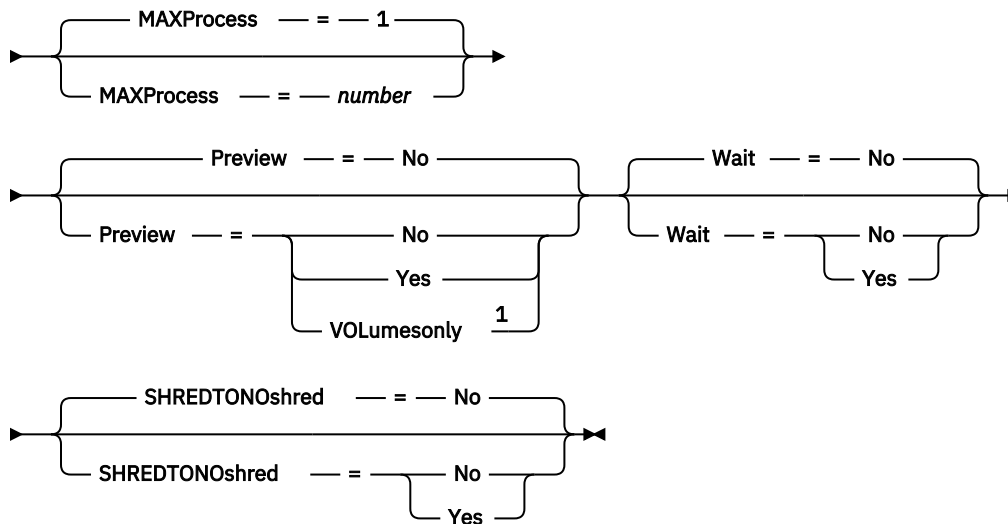 MAXProcess = 1
MAXProcess = number
Preview = No
Wait = No
Preview = No
Wait = No
Yes
Yes
VOLumesonly 1
SHREDTONOshred = No
SHREDTONOshred = No
Yes